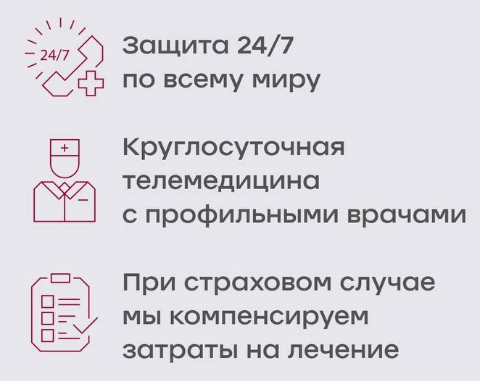 24/7
Защита 24/7
по всему миру
Круглосуточная
телемедицина
с профильными врачами
При страховом случае
мы компенсируем
затраты на лечение